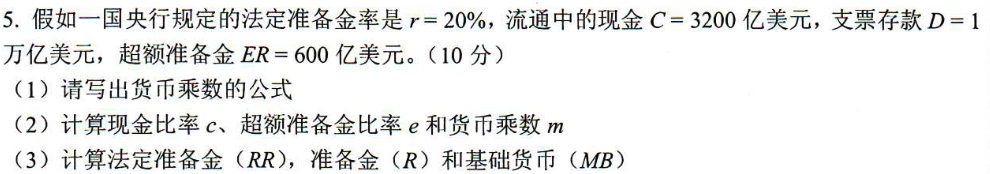 5. 假如一国央行规定的法定准备金率是 r = 20%，流通中的现金 C = 3200 亿美元，支票存款 D = 1
万亿美元，超额准备金 ER = 600 亿美元。（10 分）
（1）请写出货币乘数的公式
（2）计算现金比率 c、超额准备金比率 e 和货币乘数 m
（3）计算法定准备金（RR），准备金（R）和基础货币（MB）